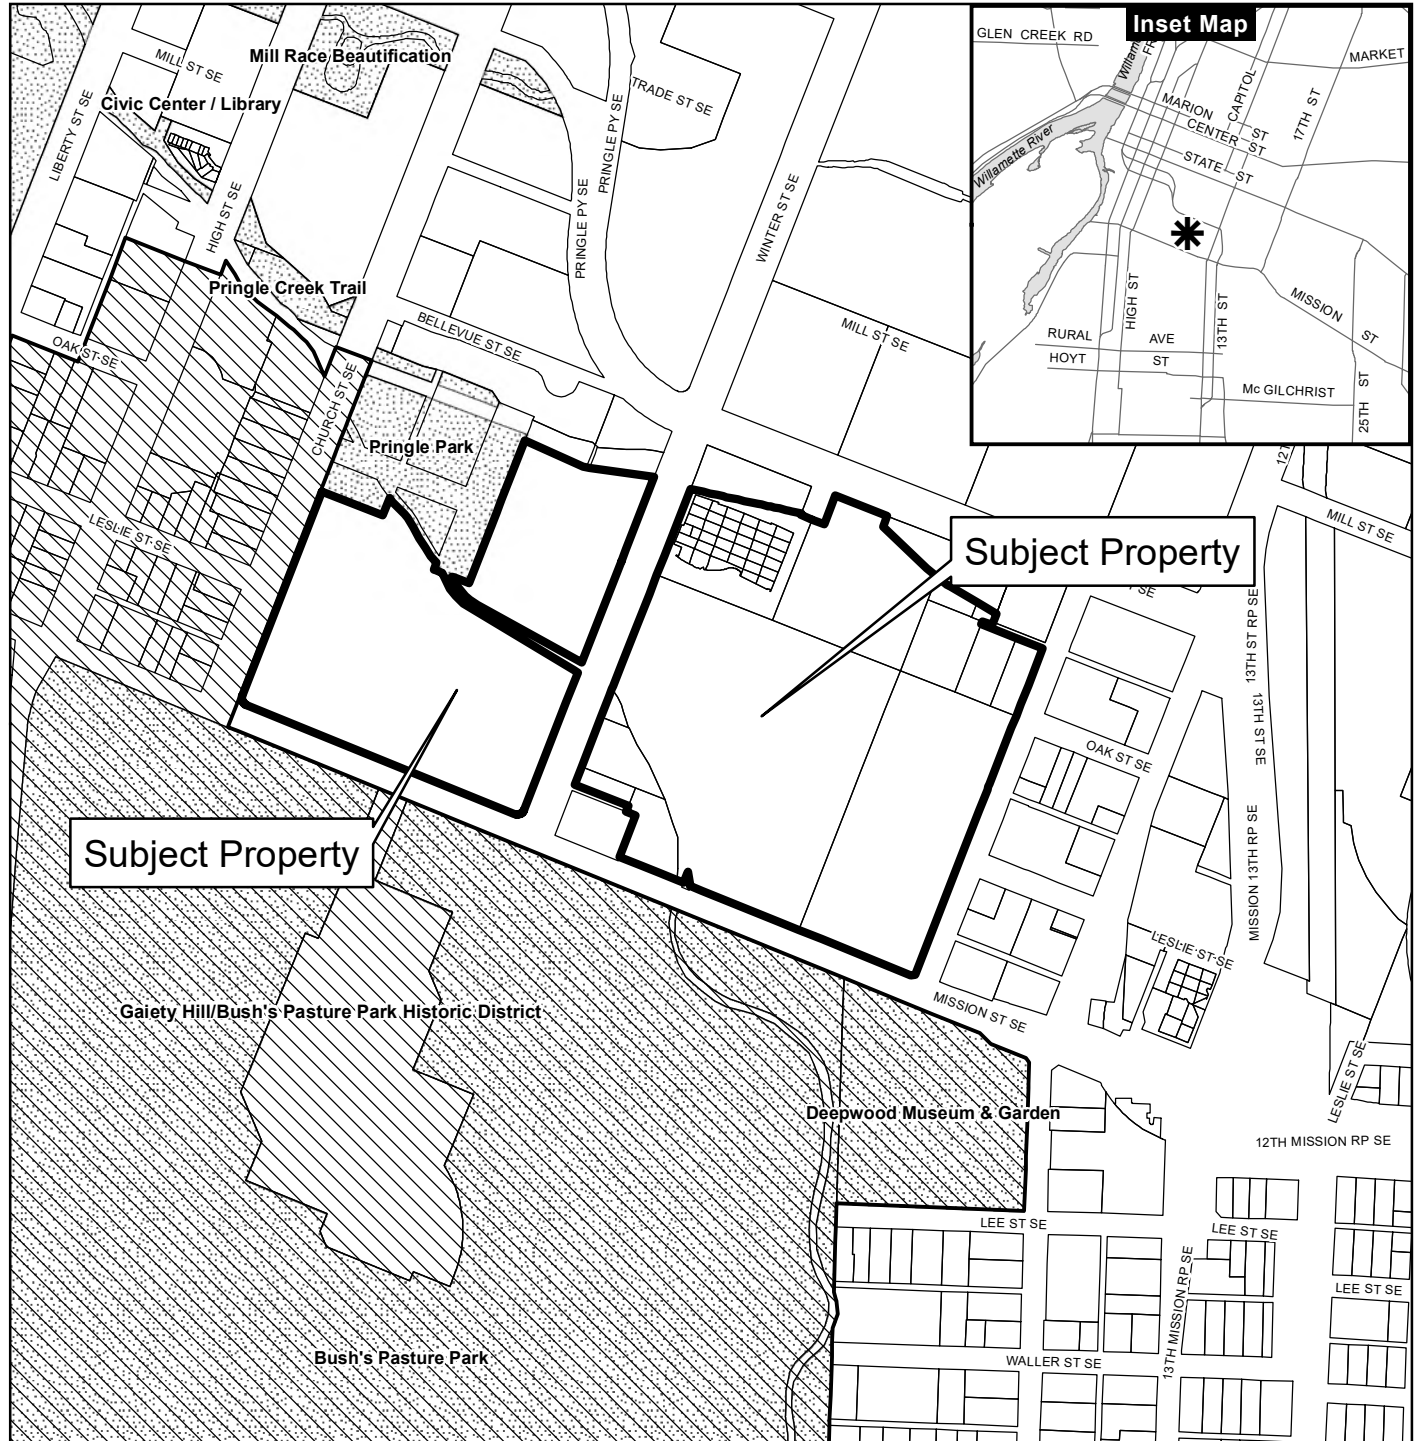 Inset Map
GLEN CREEK RD
MARKET
MARION
ST
CENTER ST
STATE ST
CAPITOL
17TH ST
Willamette River
HIGH ST
13TH ST
MISSION
ST
RURAL AVE
HOYT ST
Mc GILCHRIST
25TH ST
MILL ST SE
Mill Race Beautification
Civic Center / Library
LIBERTY ST SE
HIGH ST SE
TRADE ST SE
PRINGLE PY SE
PRINGLE PY SE
WINTER ST SE
Pringle Creek Trail
BELLEVUE ST SE
MILL ST SE
OAK ST SE
CHURCH ST SE
Pringle Park
LESLIE ST SE
MILL ST SE
Subject Property
13TH ST RP SE
13TH ST SE
OAK ST SE
MISSION 13TH RP SE
Subject Property
LESLIE ST SE
MISSION ST SE
Gaiety Hill/Bush's Pasture Park Historic District
LESLIE ST SE
Deepwood Museum & Garden
12TH MISSION RP SE
LEE ST SE
LEE ST SE
LEE ST SE
13TH MISSION RP SE
Bush's Pasture Park
WALLER ST SE